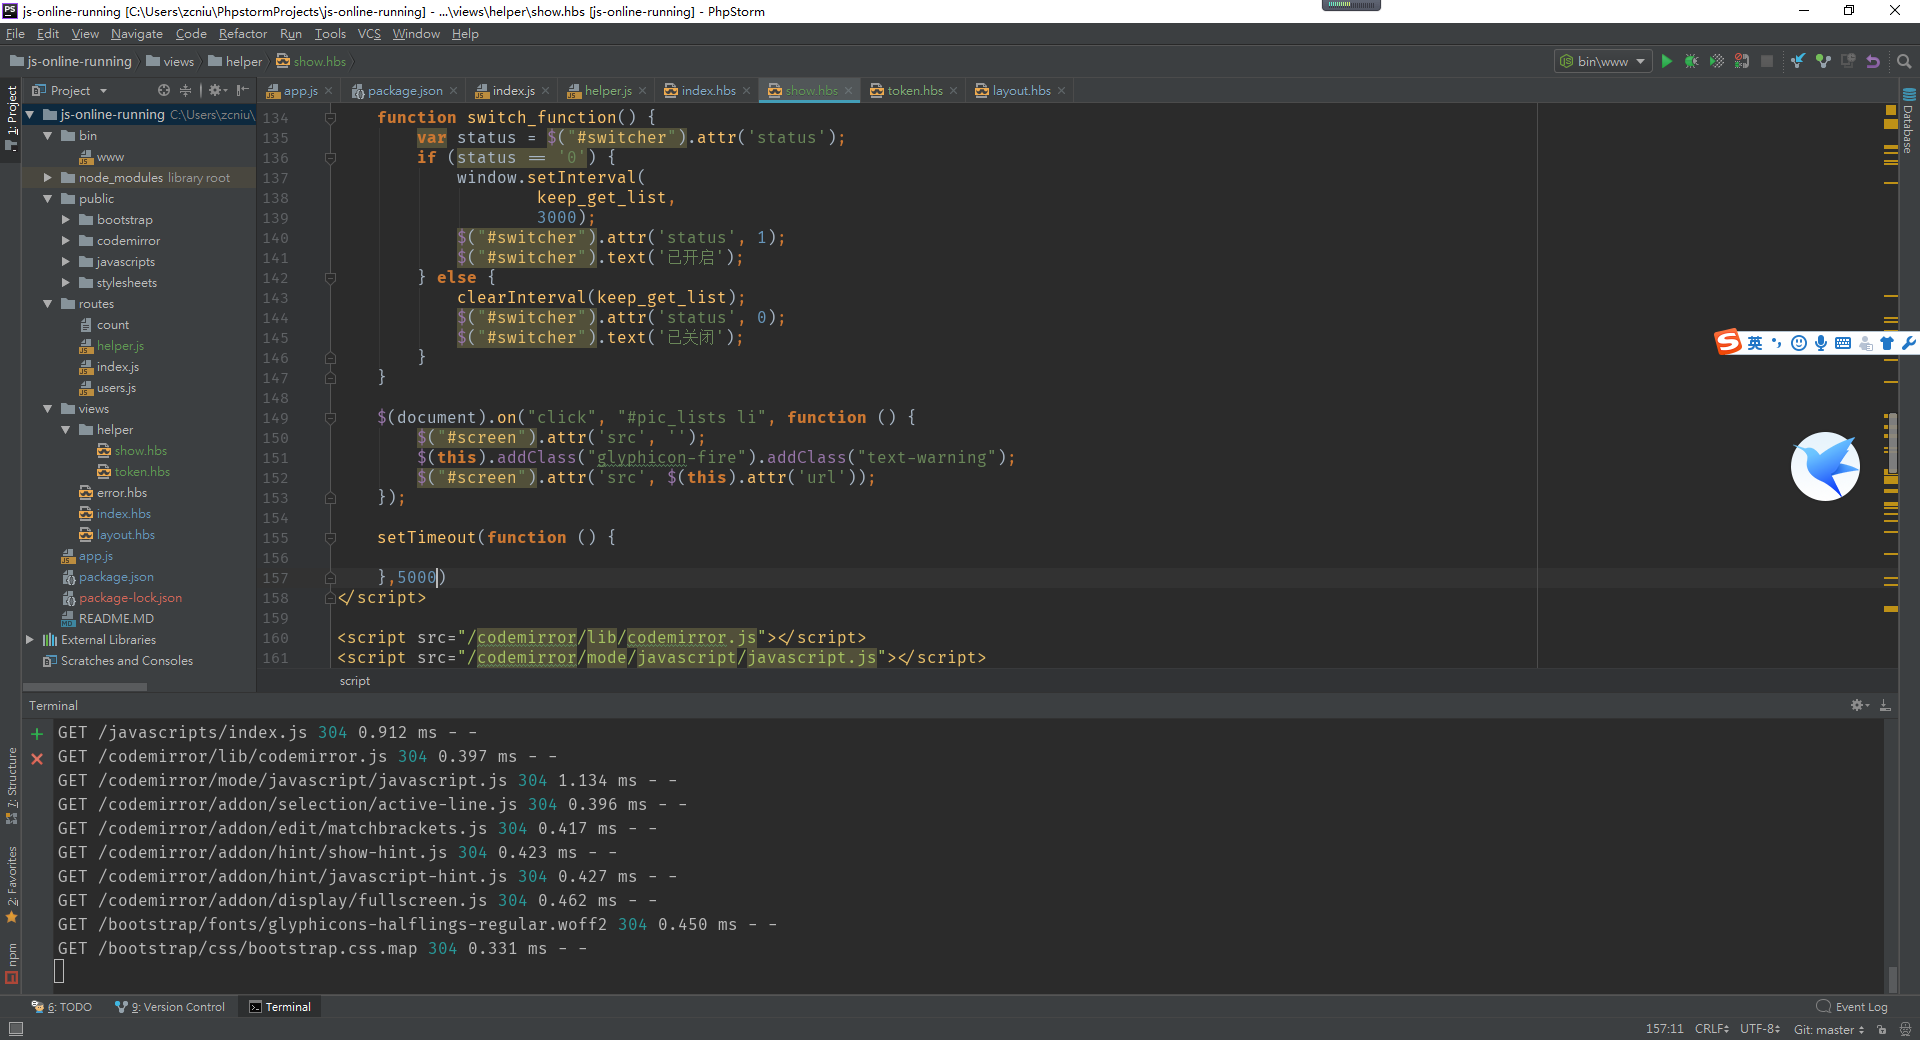 js-online-running [C:\Users\zcniu\PhpstormProjects\js-online-running] - ...\views\helper\show.hbs [js-online-running] - PhpStorm
File Edit View Navigate Code Refactor Run Tools VCS Window Help
js-online-running views helper show.hbs
bin\www
Project
app.js package.json index.js helper.js index.hbs show.hbs token.hbs layout.hbs
1: Project
7: Structure
2: Favorites
npm
Database
js-online-running C:\Users\zcniu\
bin
www
node_modules library root
public
bootstrap
codemirror
javascripts
stylesheets
routes
count
helper.js
index.js
users.js
views
helper
show.hbs
token.hbs
error.hbs
index.hbs
layout.hbs
app.js
package.json
package-lock.json
README.MD
External Libraries
Scratches and Consoles
134 function switch_function() {
135 var status = $("#switcher").attr('status');
136 if (status == '0') {
137 window.setInterval(
138 keep_get_list,
139 3000);
140 $("#switcher").attr('status', 1);
141 $("#switcher").text('已开启');
142 } else {
143 clearInterval(keep_get_list);
144 $("#switcher").attr('status', 0);
145 $("#switcher").text('已关闭');
146 }
147 }
148
149 $(document).on("click", "#pic_lists li", function () {
150 $("#screen").attr('src', '');
151 $(this).addClass("glyphicon-fire").addClass("text-warning");
152 $("#screen").attr('src', $(this).attr('url'));
153 });
154
155 setTimeout(function () {
156
157 },5000)
158 </script>
159
160 <script src="/codemirror/lib/codemirror.js"></script>
161 <script src="/codemirror/mode/javascript/javascript.js"></script>
script
英
Terminal
GET /javascripts/index.js 304 0.912 ms - -
GET /codemirror/lib/codemirror.js 304 0.397 ms - -
GET /codemirror/mode/javascript/javascript.js 304 1.134 ms - -
GET /codemirror/addon/selection/active-line.js 304 0.396 ms - -
GET /codemirror/addon/edit/matchbrackets.js 304 0.417 ms - -
GET /codemirror/addon/hint/show-hint.js 304 0.423 ms - -
GET /codemirror/addon/hint/javascript-hint.js 304 0.427 ms - -
GET /codemirror/addon/display/fullscreen.js 304 0.462 ms - -
GET /bootstrap/fonts/glyphicons-halflings-regular.woff2 304 0.450 ms - -
GET /bootstrap/css/bootstrap.css.map 304 0.331 ms - -
6: TODO 9: Version Control Terminal Event Log
157:11 CRLF UTF-8 Git: master